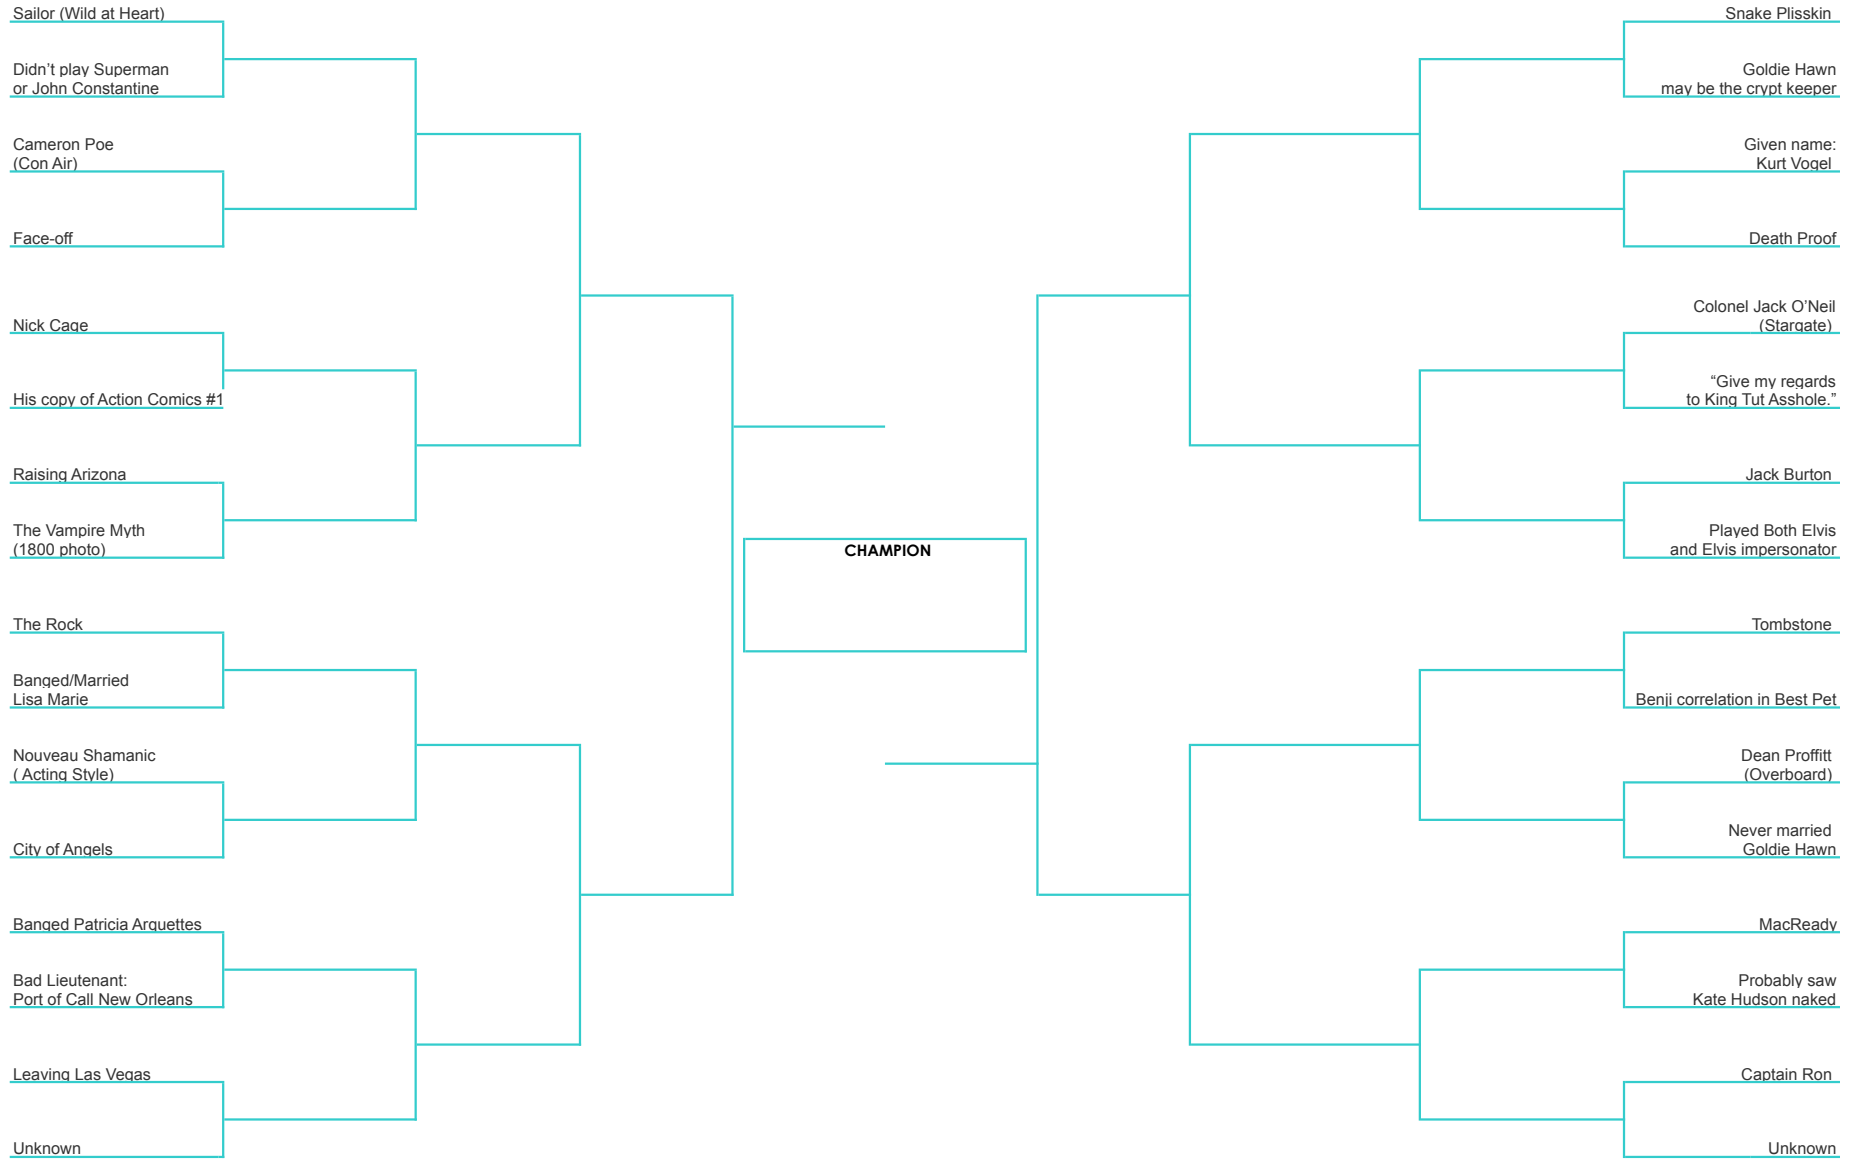 Sailor (Wild at Heart)
Didn't play Superman
or John Constantine
Cameron Poe
(Con Air)
Face-off
Nick Cage
His copy of Action Comics #1
Raising Arizona
The Vampire Myth
(1800 photo)
The Rock
Banged/Married
Lisa Marie
Nouveau Shamanic
( Acting Style)
City of Angels
Banged Patricia Arquettes
Bad Lieutenant:
Port of Call New Orleans
Leaving Las Vegas
Unknown
CHAMPION
Snake Plisskin
Goldie Hawn
may be the crypt keeper
Given name:
Kurt Vogel
Death Proof
Colonel Jack O'Neil
(Stargate)
“Give my regards
to King Tut Asshole.”
Jack Burton
Played Both Elvis
and Elvis impersonator
Tombstone
Benji correlation in Best Pet
Dean Proffitt
(Overboard)
Never married
Goldie Hawn
MacReady
Probably saw
Kate Hudson naked
Captain Ron
Unknown